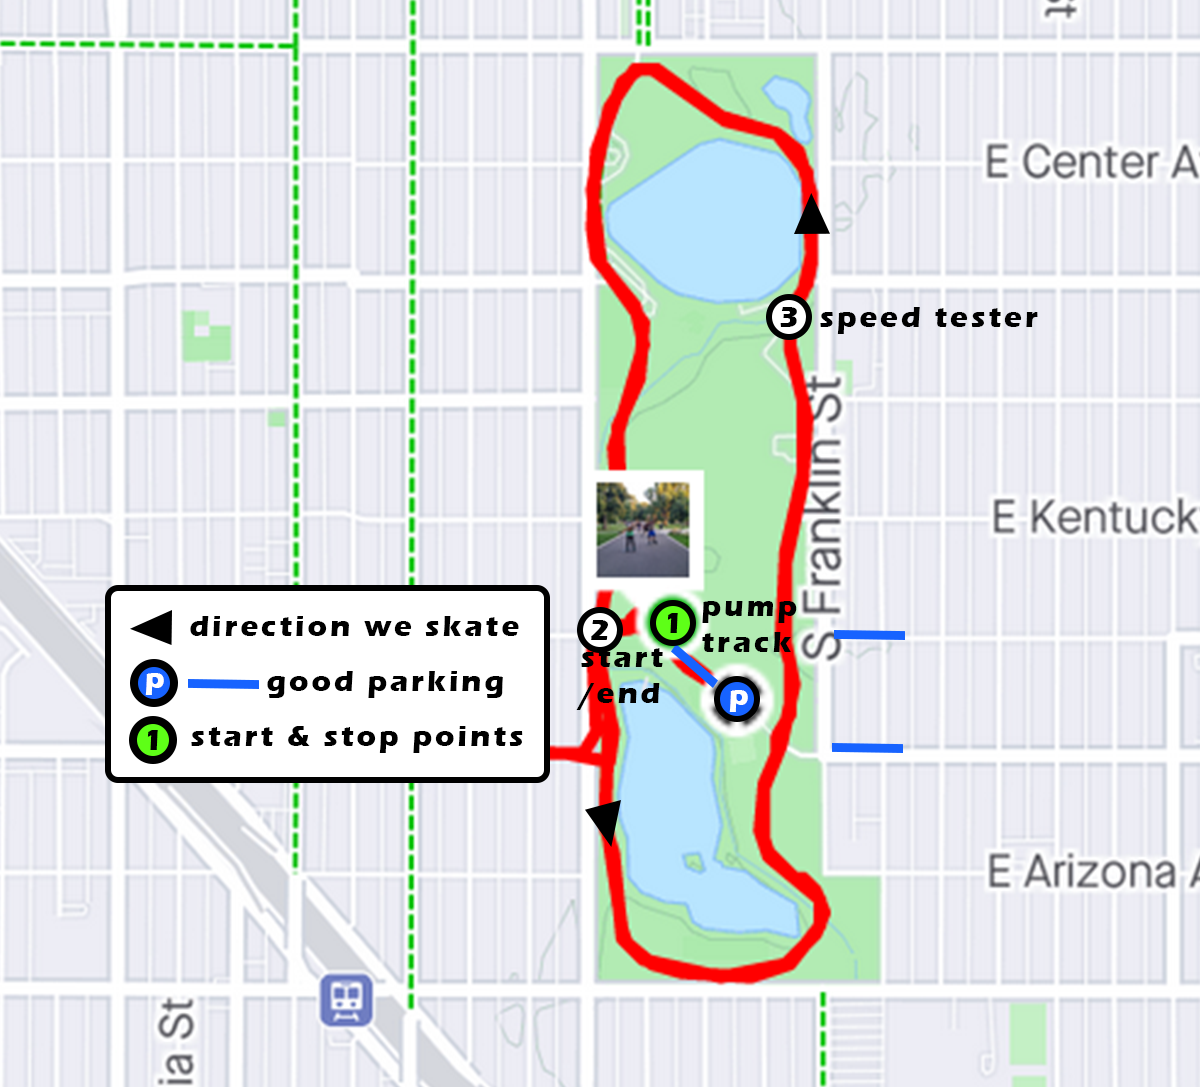 st
E Center A
3 speed tester
S Franklin St
E Kentuck
1 pump
track
2
start
/end
P
direction we skate
P good parking
1 start & stop points
E Arizona A
ia St